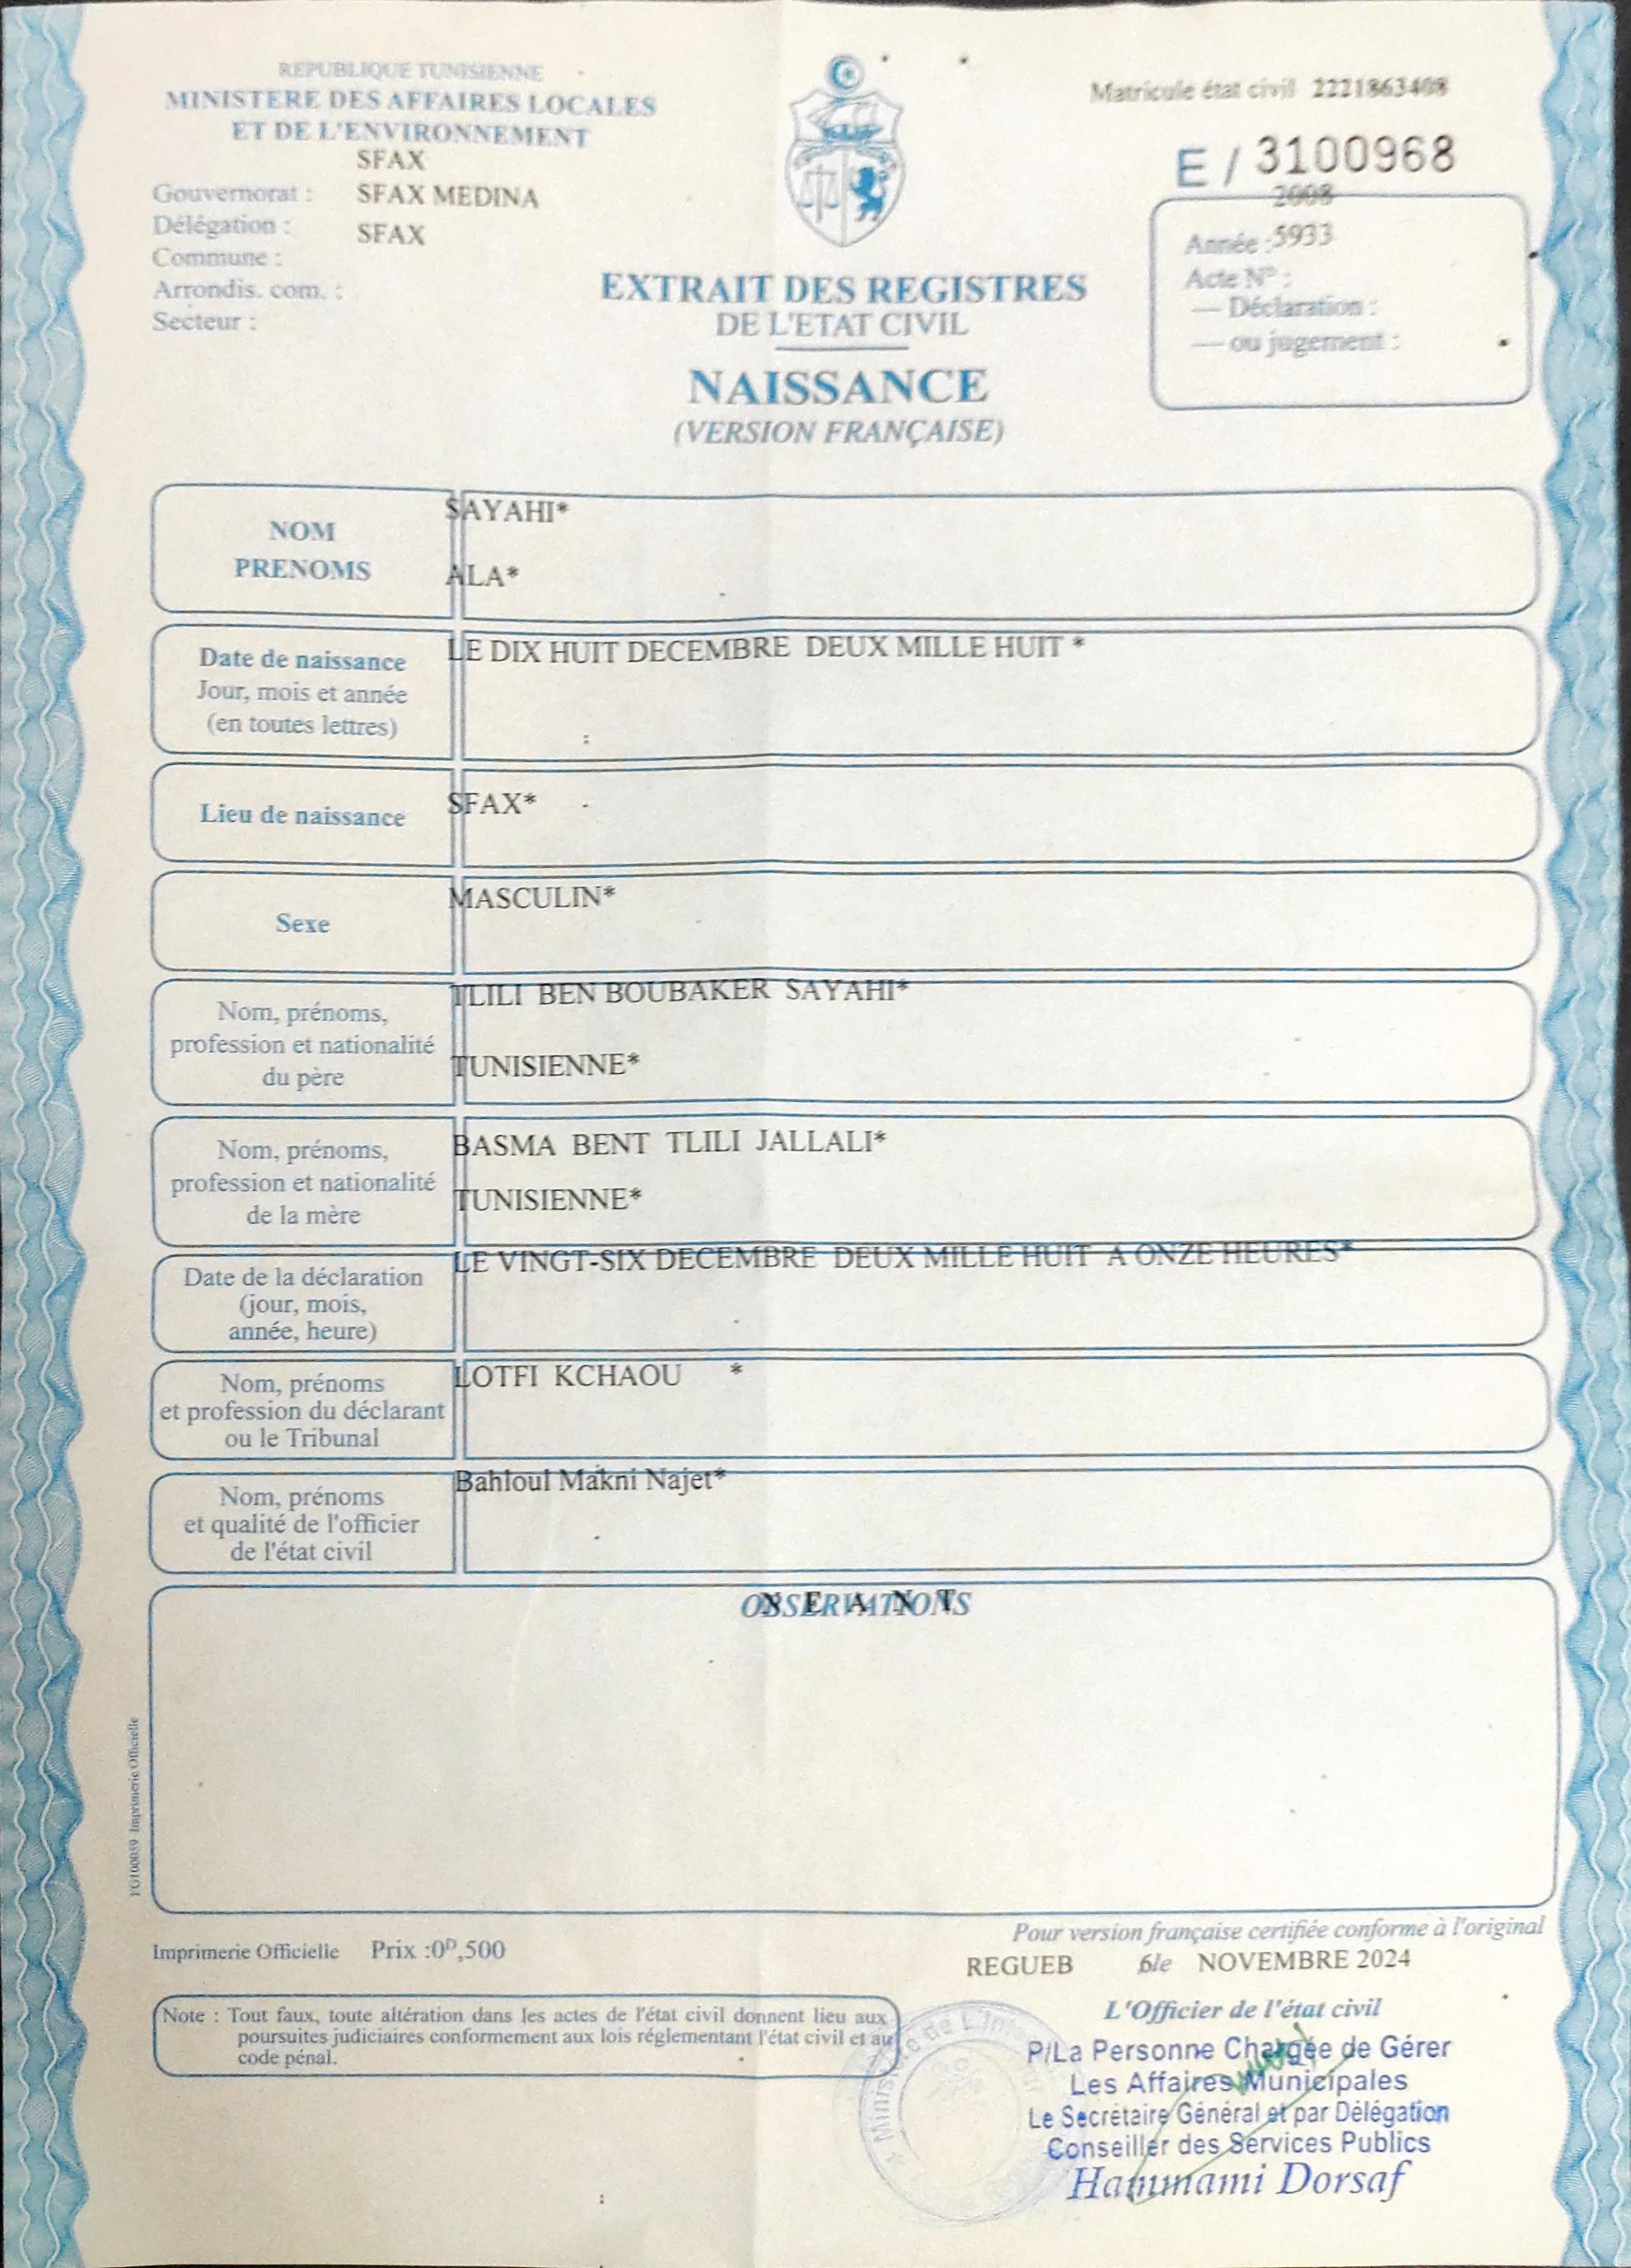 REPUBLIQUE TUNISIENNE
MINISTERE DES AFFAIRES LOCALES
ET DE L'ENVIRONNEMENT
SFAX
Gouvernorat : SFAX MEDINA
Délégation :
SFAX
Commune :
Arrondis. com. :
Secteur :
Matricule état civil 2221863408
E / 3100968
2008
Année : 5933
Acte N° :
— Déclaration :
— ou jugement :
EXTRAIT DES REGISTRES
DE L'ETAT CIVIL
NAISSANCE
(VERSION FRANÇAISE)
NOM
PRENOMS
SAYAHI*
ALA*
Date de naissance
Jour, mois et année
(en toutes lettres)
LE DIX HUIT DECEMBRE DEUX MILLE HUIT *
Lieu de naissance
SFAX*
Sexe
MASCULIN*
Nom, prénoms,
profession et nationalité
du père
TLILI BEN BOUBAKER SAYAHI*
TUNISIENNE*
Nom, prénoms,
profession et nationalité
de la mère
BASMA BENT TLILI JALLALI*
TUNISIENNE*
Date de la déclaration
(jour, mois,
année, heure)
LE VINGT-SIX DECEMBRE DEUX MILLE HUIT A ONZE HEURES*
Nom, prénoms
et profession du déclarant
ou le Tribunal
LOTFI KCHAOU *
Nom, prénoms
et qualité de l'officier
de l'état civil
Bahloul Makni Najet*
OBSERVATIONS
N E A N T
FG100059 Imprimerie Officielle
Pour version française certifiée conforme à l'original
Imprimerie Officielle Prix :0ᴰ,500
REGUEB 6le NOVEMBRE 2024
L'Officier de l'état civil
Note : Tout faux, toute altération dans les actes de l'état civil donnent lieu aux
poursuites judiciaires conformement aux lois réglementant l'état civil et au
code pénal.
P/La Personne Chargée de Gérer
Les Affaires Municipales
Le Secrétaire Général et par Délégation
Conseiller des Services Publics
Hammami Dorsaf